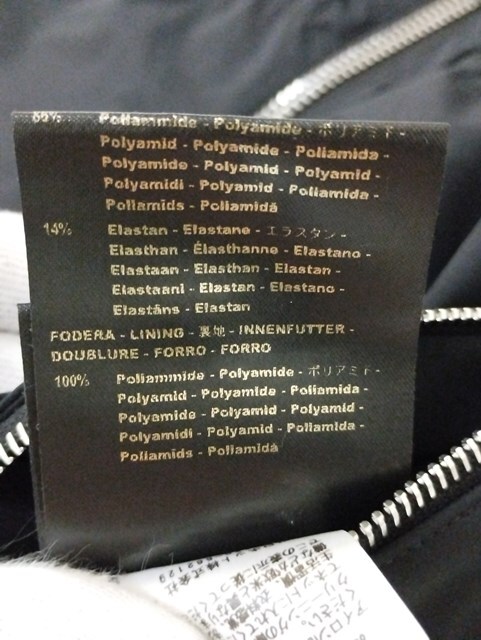 Poliammide - Polyamide - ポリアミド -
Polyamid - Polyamide - Poliamida -
Polyamide - Polyamid - Polyamid -
Polyamidi - Polyamid - Poliamida -
Poliamids - Poliamidă
14% Elastan - Elastane - エラスタン -
Elasthan - Élasthanne - Elastano -
Elastaan - Elasthan - Elastan -
Elastaani - Elastan - Elastano -
Elastāns - Elastan
FODERA - LINING - 裏地 - INNENFUTTER -
DOUBLURE - FORRO - FORRO
100% Poliammide - Polyamide - ポリアミド -
Polyamid - Polyamide - Poliamida -
Polyamide - Polyamid - Polyamid -
Polyamidi - Polyamid - Poliamida -
Poliamids - Poliamidă